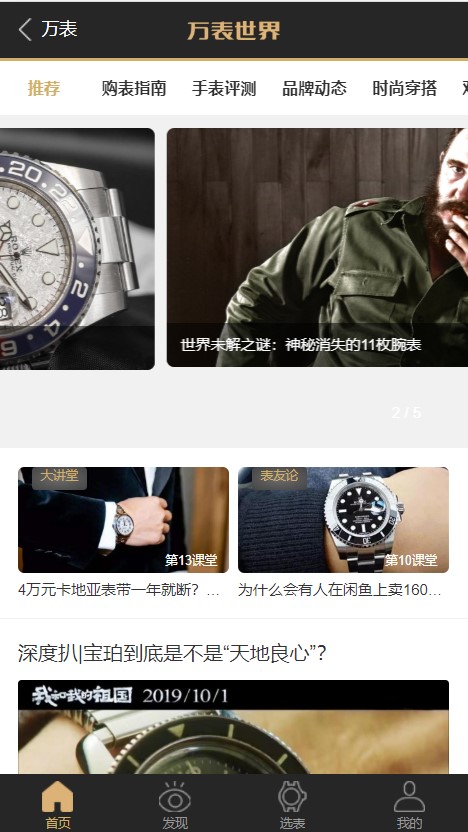 万表
万表世界
推荐 购表指南 手表评测 品牌动态 时尚穿搭
ROLEX
世界未解之谜：神秘消失的11枚腕表
2 / 5
大讲堂
第13课堂
表友论
第10课堂
4万元卡地亚表带一年就断？…
为什么会有人在闲鱼上卖160…
深度扒|宝珀到底是不是“天地良心”？
我和我的祖国 2019/10/1
首页 发现 选表 我的